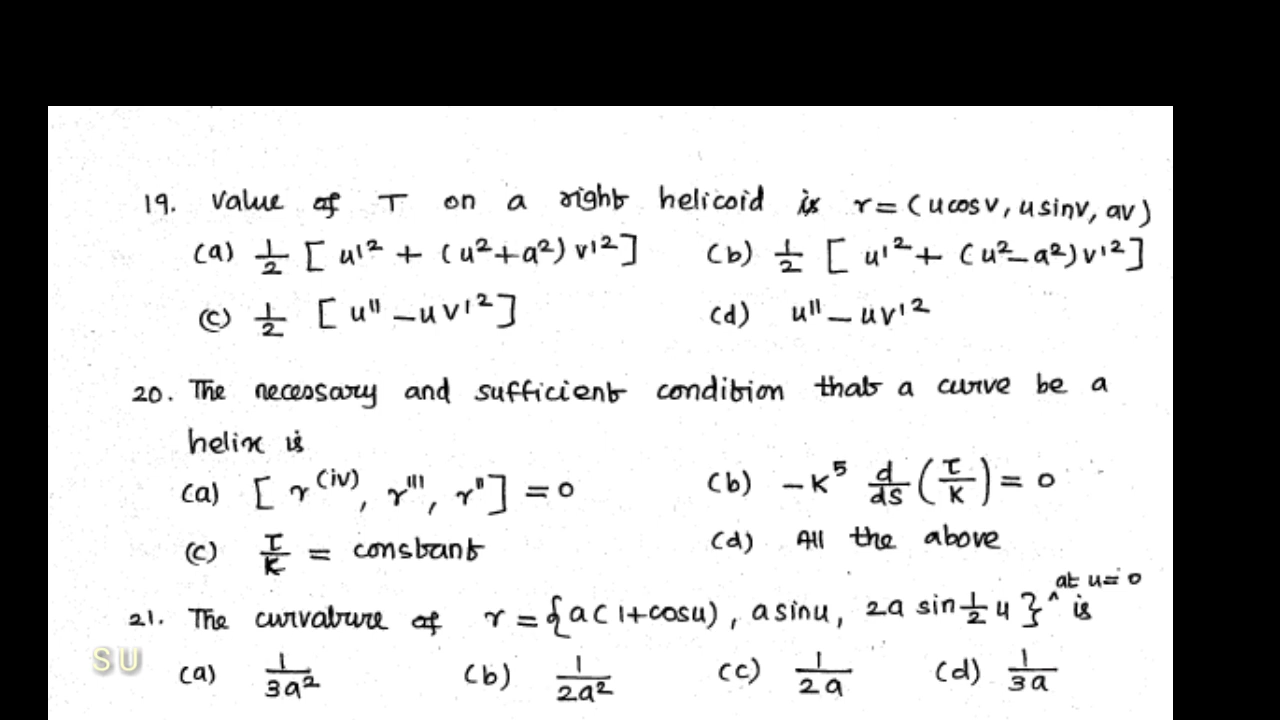 19. Value of T on a right helicoid is r = (u cos v, u sin v, av)
(a) 1/2 [ u'² + (u²+a²) v'² ] (b) 1/2 [ u'² + (u²-a²) v'² ]
(c) 1/2 [ u'' - uv'² ] (d) u'' - uv'²
20. The necessary and sufficient condition that a curve be a
helix is
(a) [ r^(iv), r''', r'' ] = 0 (b) -K⁵ d/ds (τ/K) = 0
(c) τ/K = constant (d) All the above
21. The curvature of r = {a(1+cosu), a sinu, 2a sin 1/2 u} ^ at u=0 is
(a) 1/3a² (b) 1/2a² (c) 1/2a (d) 1/3a
SU